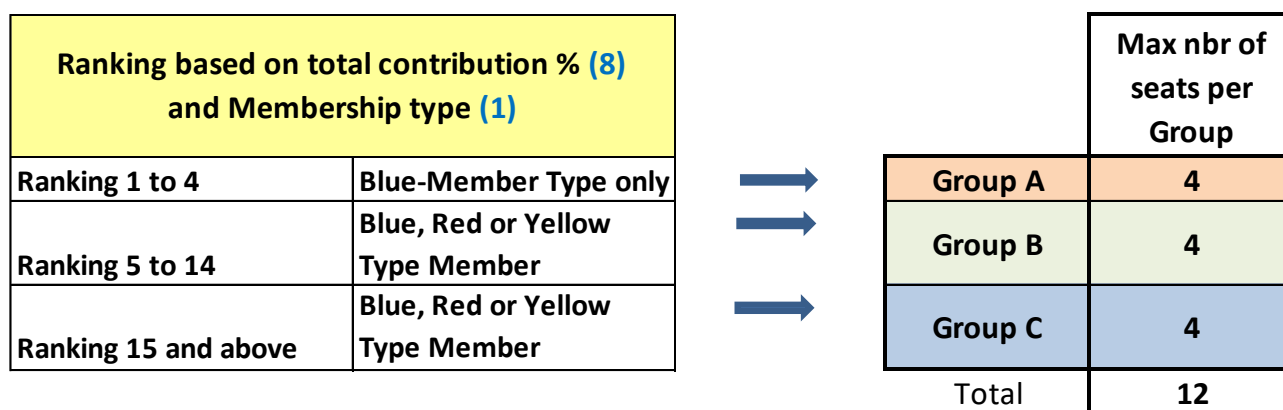 Ranking based on total contribution % (8)
and Membership type (1)
Ranking 1 to 4
Blue-Member Type only
Ranking 5 to 14
Blue, Red or Yellow
Type Member
Ranking 15 and above
Blue, Red or Yellow
Type Member
Max nbr of
seats per
Group
Group A
4
Group B
4
Group C
4
Total
12